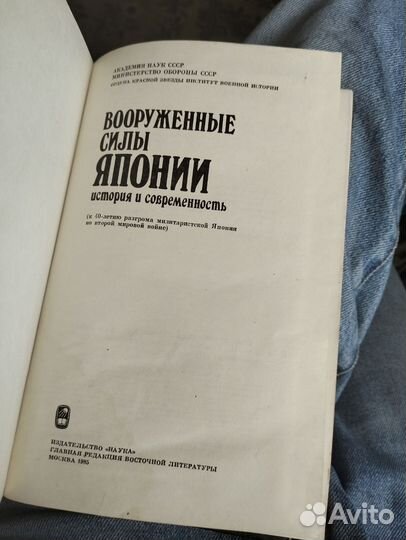 АКАДЕМИЯ НАУК СССР
МИНИСТЕРСТВО ОБОРОНЫ СССР
ОРДЕНА КРАСНОЙ ЗВЕЗДЫ ИНСТИТУТ ВОЕННОЙ ИСТОРИИ
ВООРУЖЕННЫЕ
СИЛЫ
ЯПОНИИ
история и современность
(к 40-летию разгрома милитаристской Японии
во второй мировой войне)
ИЗДАТЕЛЬСТВО «НАУКА»
ГЛАВНАЯ РЕДАКЦИЯ ВОСТОЧНОЙ ЛИТЕРАТУРЫ
МОСКВА 1985
Avito